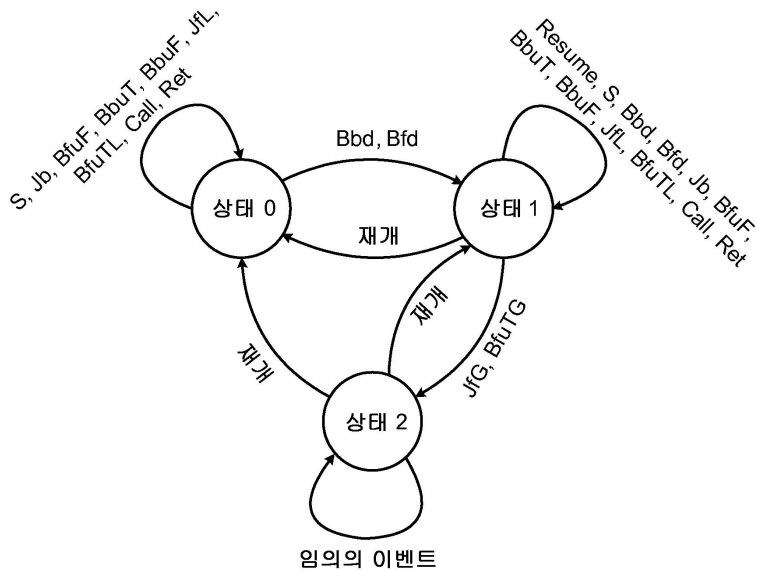 S, Jb, BfuF, BbuT, BbuF, JfL,
BfuTL, Call, Ret
Resume, S, Bbd, Bfd, Jb, BfuF,
BbuT, BbuF, JfL, BfuTL, Call, Ret
Bbd, Bfd
상태 0
상태 1
재개
재개
JfG, BfuTG
재개
상태 2
임의의 이벤트